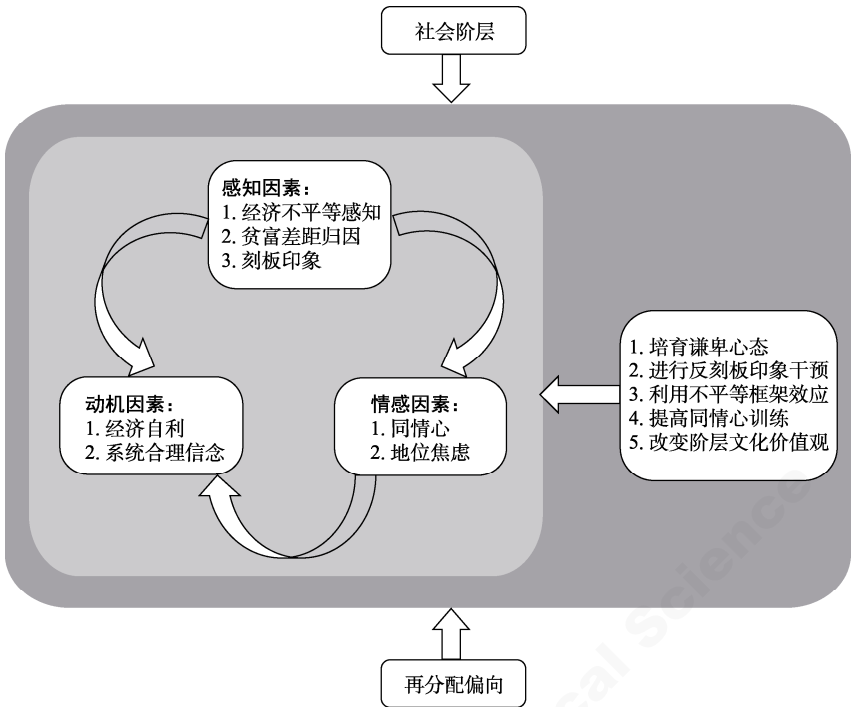 社会阶层
感知因素：
1. 经济不平等感知
2. 贫富差距归因
3. 刻板印象
动机因素：
1. 经济自利
2. 系统合理信念
情感因素：
1. 同情心
2. 地位焦虑
1. 培育谦卑心态
2. 进行反刻板印象干预
3. 利用不平等框架效应
4. 提高同情心训练
5. 改变阶层文化价值观
再分配偏向
cal Science